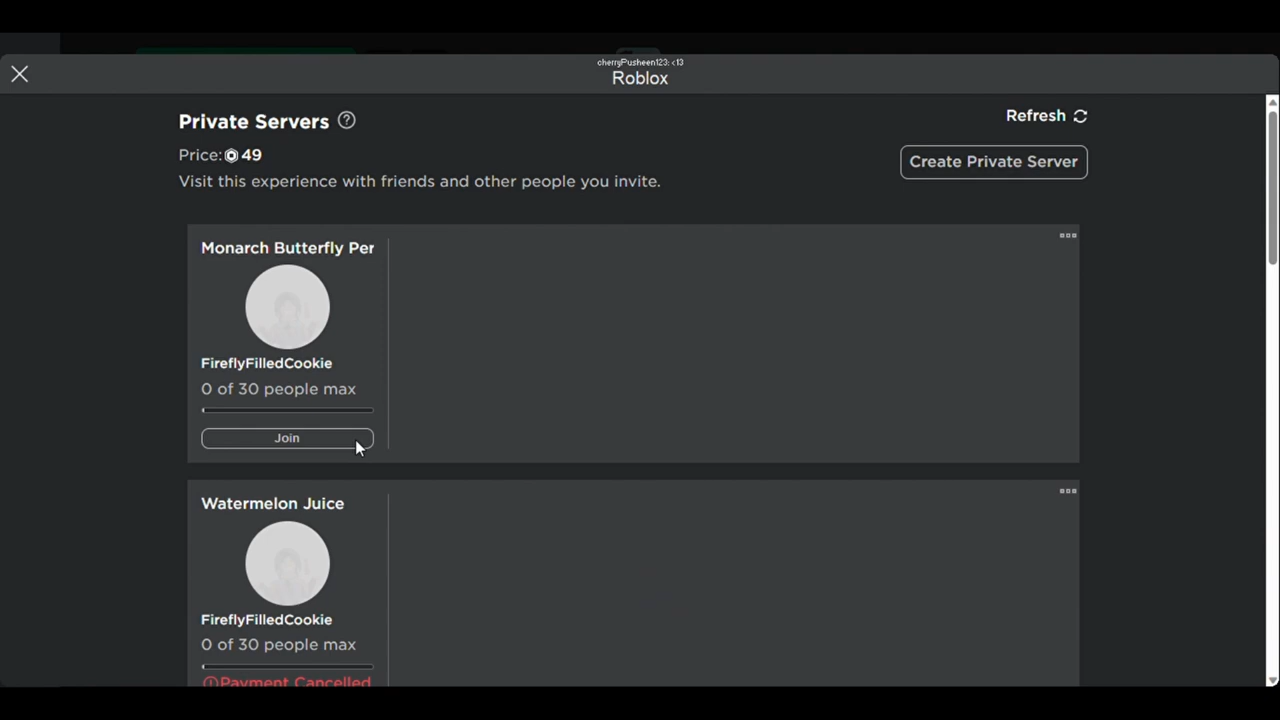 cherryPusheen123: <13
Roblox
Private Servers
Refresh
Price: 49
Create Private Server
Visit this experience with friends and other people you invite.
Monarch Butterfly Per
FireflyFilledCookie
0 of 30 people max
Join
Watermelon Juice
FireflyFilledCookie
0 of 30 people max
Payment Cancelled